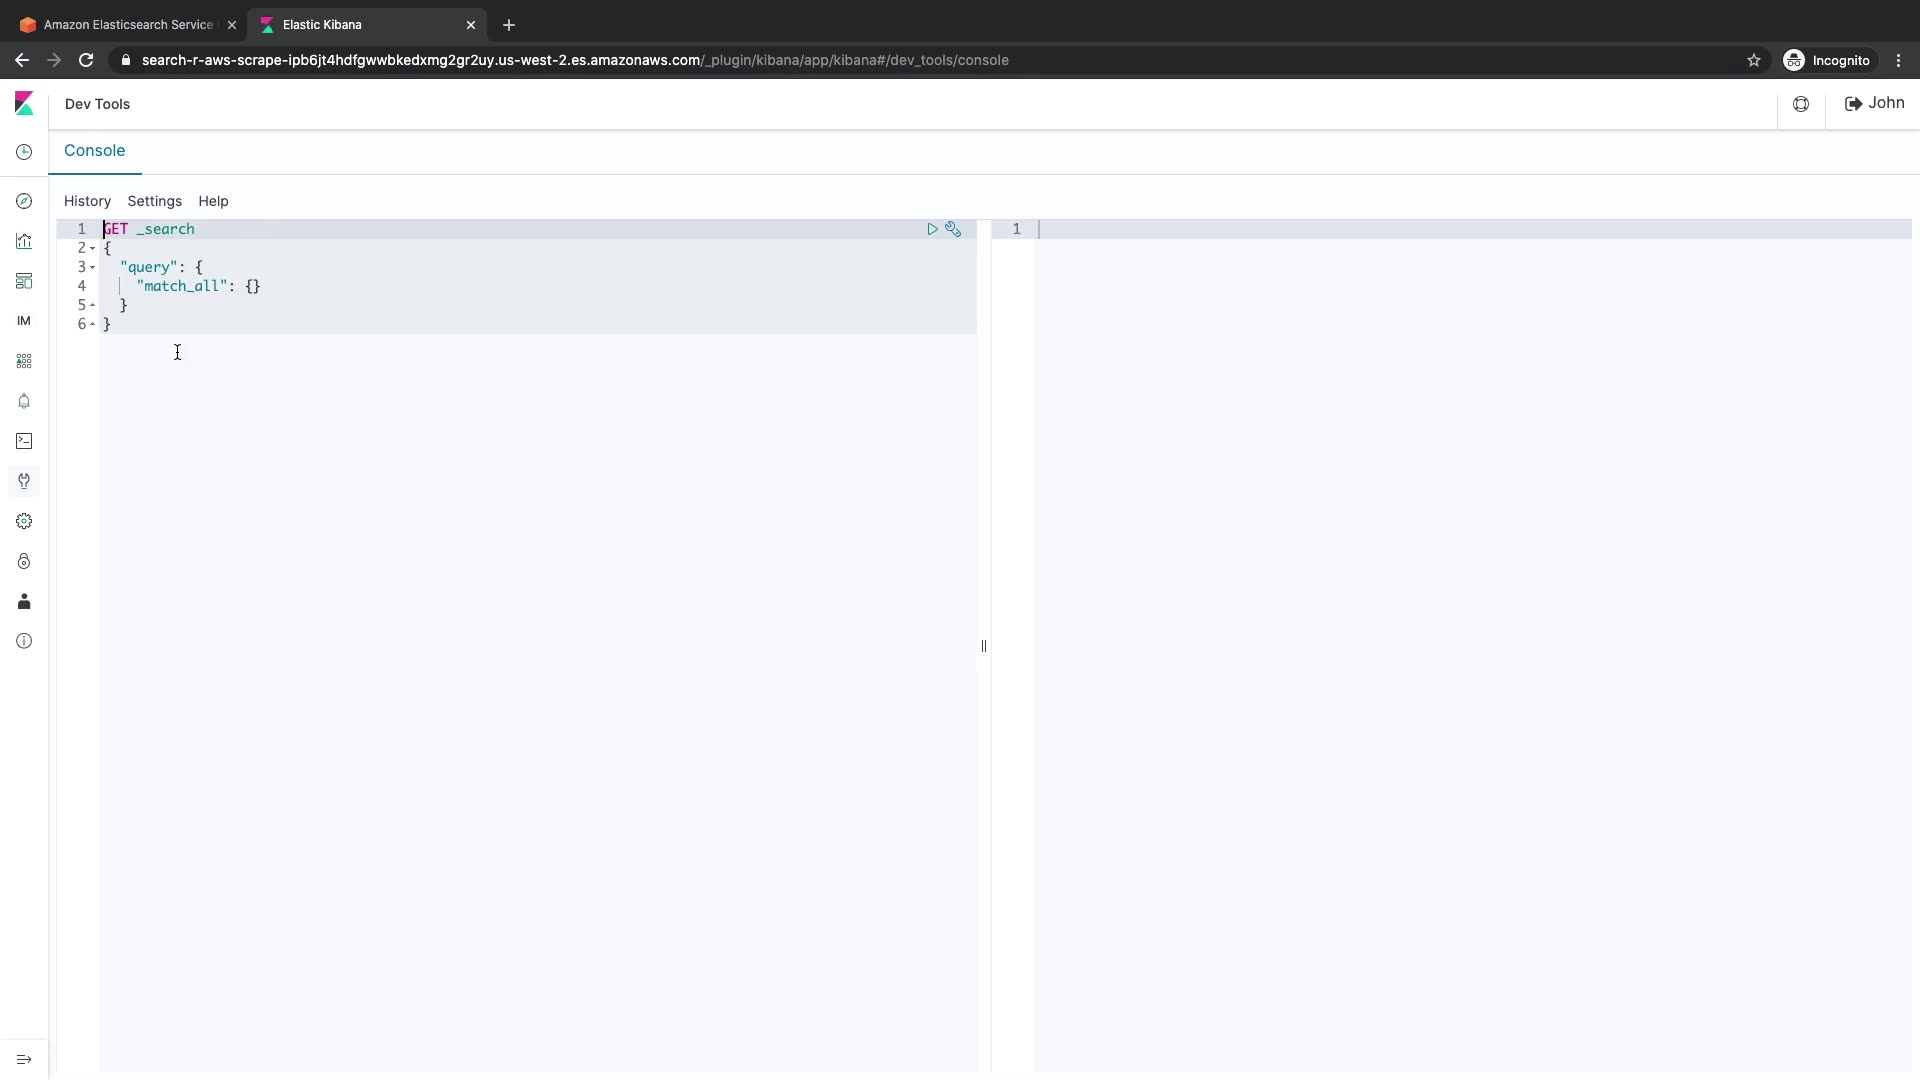 Amazon Elasticsearch Service
Elastic Kibana
search-r-aws-scrape-ipb6jt4hdfgwwbkedxmg2gr2uy.us-west-2.es.amazonaws.com/_plugin/kibana/app/kibana#/dev_tools/console
Incognito
Dev Tools
John
Console
History Settings Help
1 GET _search
2 {
3 "query": {
4 "match_all": {}
5 }
6 }
1
IM